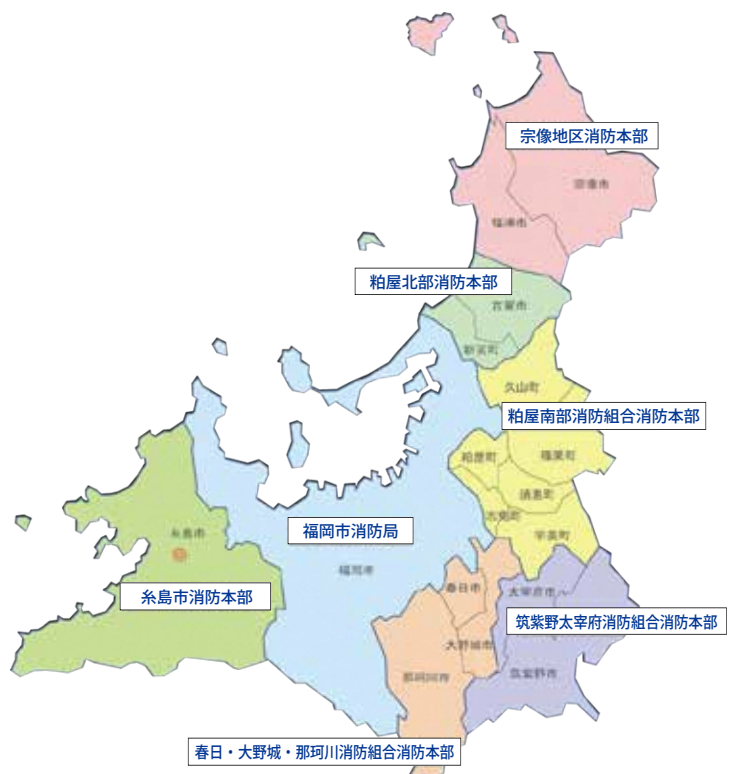 宗像地区消防本部
宗像市
福津市
粕屋北部消防本部
古賀市
新宮町
久山町
粕屋南部消防組合消防本部
粕屋町
篠栗町
須恵町
志免町
宇美町
糸島市
福岡市消防局
福岡市
糸島市消防本部
春日市
太宰府市
筑紫野太宰府消防組合消防本部
大野城市
那珂川市
筑紫野市
春日・大野城・那珂川消防組合消防本部